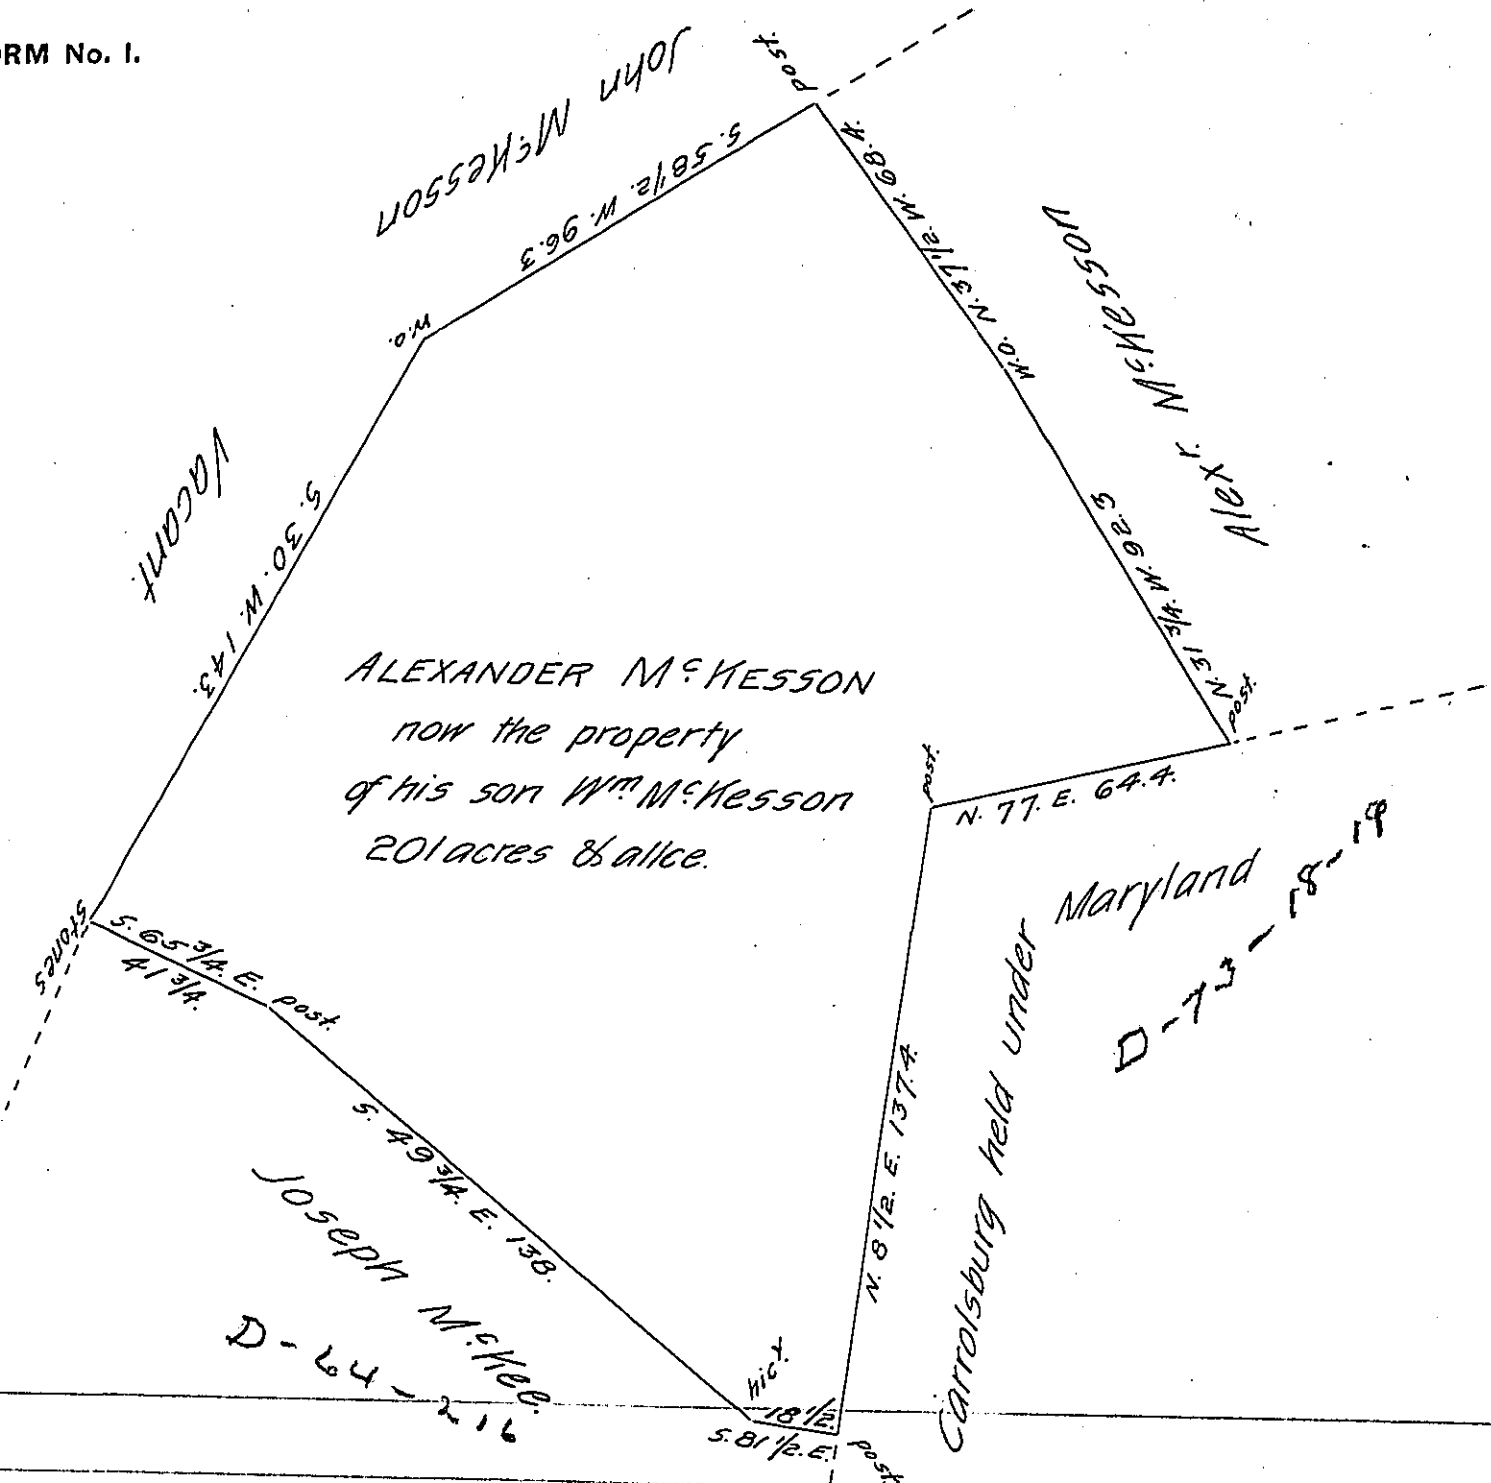 RM No. 1.
John McKesson
post.
S. 58 1/2. W. 96.3
N. 37 1/2. W. 68.4.
Alexr. McKesson
w.o.
w.o.
Vacant.
S. 30. W. 143.
N. 31 3/4. W. 92.3
post.
ALEXANDER McKESSON
now the property
of his son Wm McKesson
201 acres & allce.
post.
N. 77. E. 64.4.
Maryland
D-73-18-19
Stones
S. 65 3/4. E.
41 3/4.
post.
Carrolsburg held under
N. 8 1/2. E. 137.4.
S. 49 3/4. E. 138.
Joseph McKee.
D-64-216
hict.
18 1/2.
S. 81 1/2. E.
post.